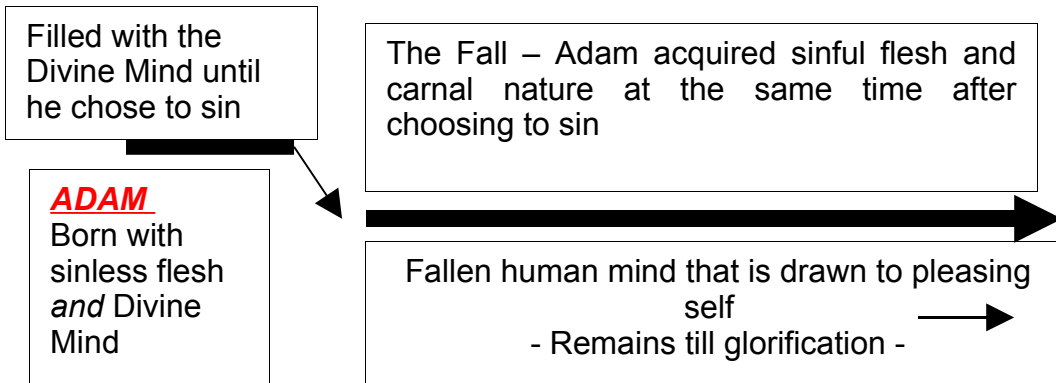 Filled with the
Divine Mind until
he chose to sin
The Fall – Adam acquired sinful flesh and
carnal nature at the same time after
choosing to sin
ADAM
Born with
sinless flesh
and Divine
Mind
Fallen human mind that is drawn to pleasing
self
- Remains till glorification -